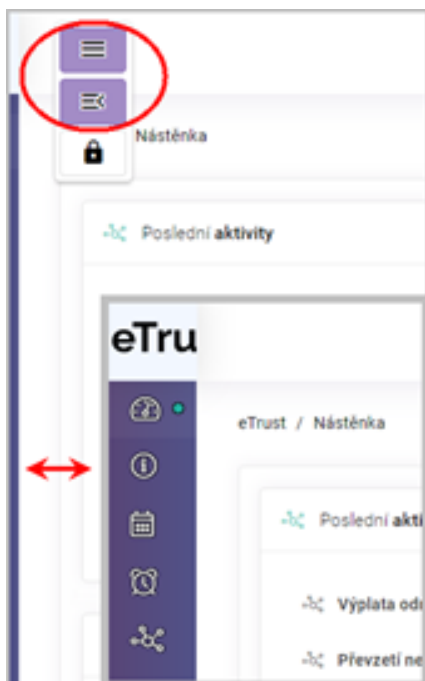 Nástěnka
Poslední aktivity
eTru
eTrust / Nástěnka
Poslední akti
Výplata od
Převzetí ne